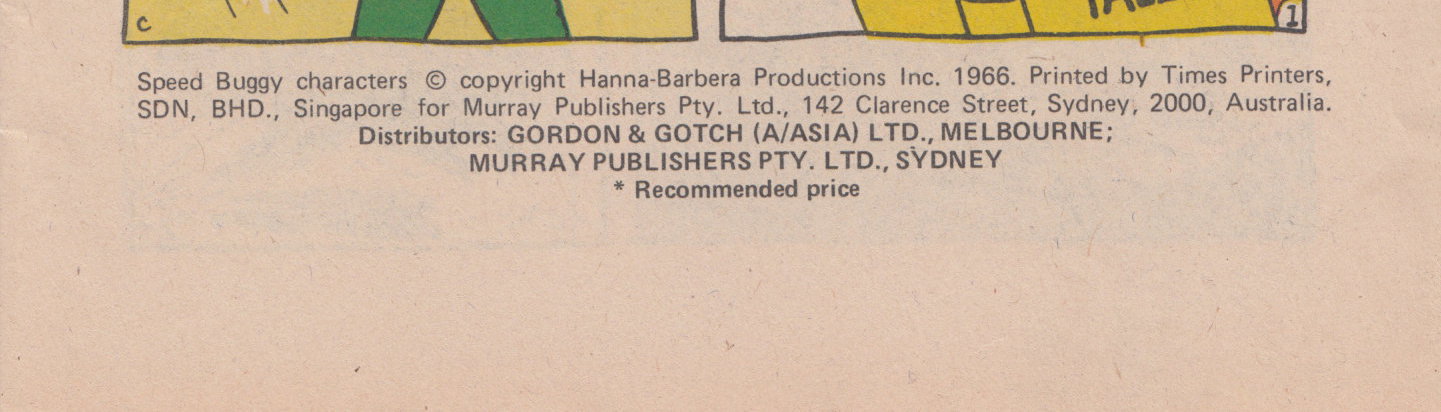 C
1
Speed Buggy characters © copyright Hanna-Barbera Productions Inc. 1966. Printed by Times Printers,
SDN, BHD., Singapore for Murray Publishers Pty. Ltd., 142 Clarence Street, Sydney, 2000, Australia.
Distributors: GORDON & GOTCH (A/ASIA) LTD., MELBOURNE;
MURRAY PUBLISHERS PTY. LTD., SYDNEY
* Recommended price